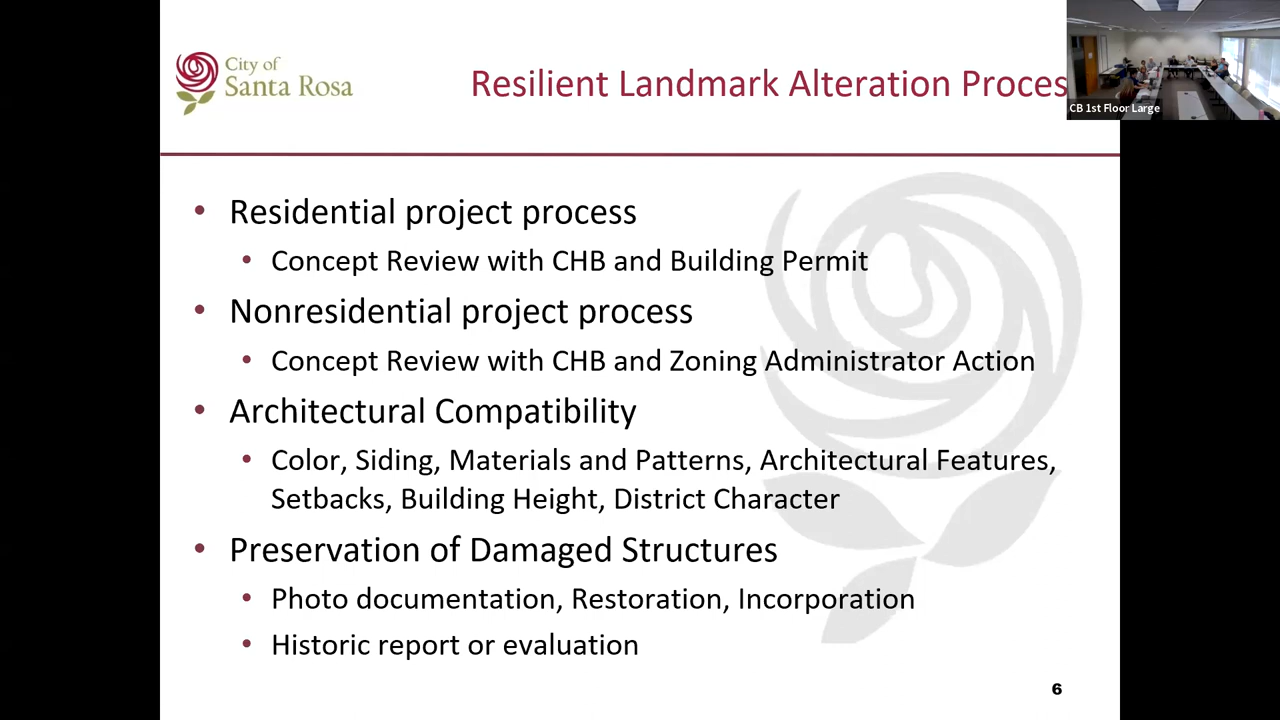 City of
Santa Rosa
Resilient Landmark Alteration Proces
CB 1st Floor Large
• Residential project process
• Concept Review with CHB and Building Permit
• Nonresidential project process
• Concept Review with CHB and Zoning Administrator Action
• Architectural Compatibility
• Color, Siding, Materials and Patterns, Architectural Features,
Setbacks, Building Height, District Character
• Preservation of Damaged Structures
• Photo documentation, Restoration, Incorporation
• Historic report or evaluation
6